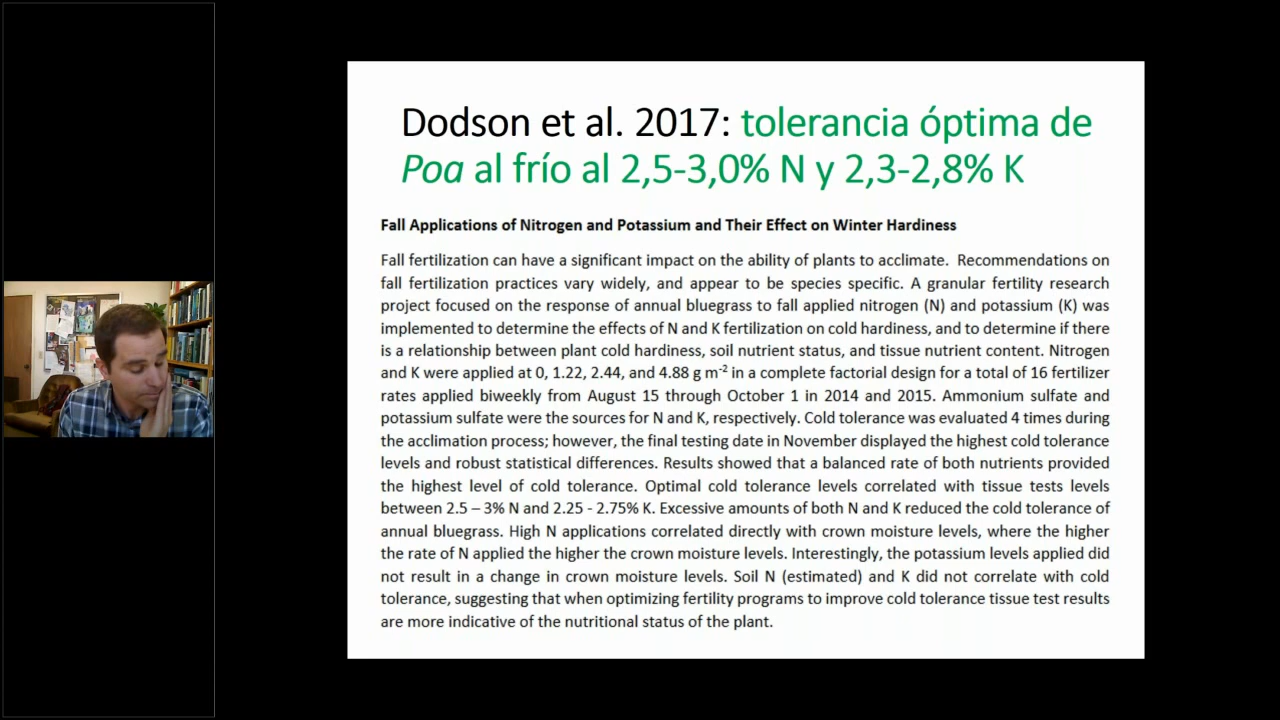 Dodson et al. 2017: tolerancia óptima de
Poa al frío al 2,5-3,0% N y 2,3-2,8% K
Fall Applications of Nitrogen and Potassium and Their Effect on Winter Hardiness
Fall fertilization can have a significant impact on the ability of plants to acclimate. Recommendations on
fall fertilization practices vary widely, and appear to be species specific. A granular fertility research
project focused on the response of annual bluegrass to fall applied nitrogen (N) and potassium (K) was
implemented to determine the effects of N and K fertilization on cold hardiness, and to determine if there
is a relationship between plant cold hardiness, soil nutrient status, and tissue nutrient content. Nitrogen
and K were applied at 0, 1.22, 2.44, and 4.88 g m⁻² in a complete factorial design for a total of 16 fertilizer
rates applied biweekly from August 15 through October 1 in 2014 and 2015. Ammonium sulfate and
potassium sulfate were the sources for N and K, respectively. Cold tolerance was evaluated 4 times during
the acclimation process; however, the final testing date in November displayed the highest cold tolerance
levels and robust statistical differences. Results showed that a balanced rate of both nutrients provided
the highest level of cold tolerance. Optimal cold tolerance levels correlated with tissue tests levels
between 2.5 – 3% N and 2.25 - 2.75% K. Excessive amounts of both N and K reduced the cold tolerance of
annual bluegrass. High N applications correlated directly with crown moisture levels, where the higher
the rate of N applied the higher the crown moisture levels. Interestingly, the potassium levels applied did
not result in a change in crown moisture levels. Soil N (estimated) and K did not correlate with cold
tolerance, suggesting that when optimizing fertility programs to improve cold tolerance tissue test results
are more indicative of the nutritional status of the plant.